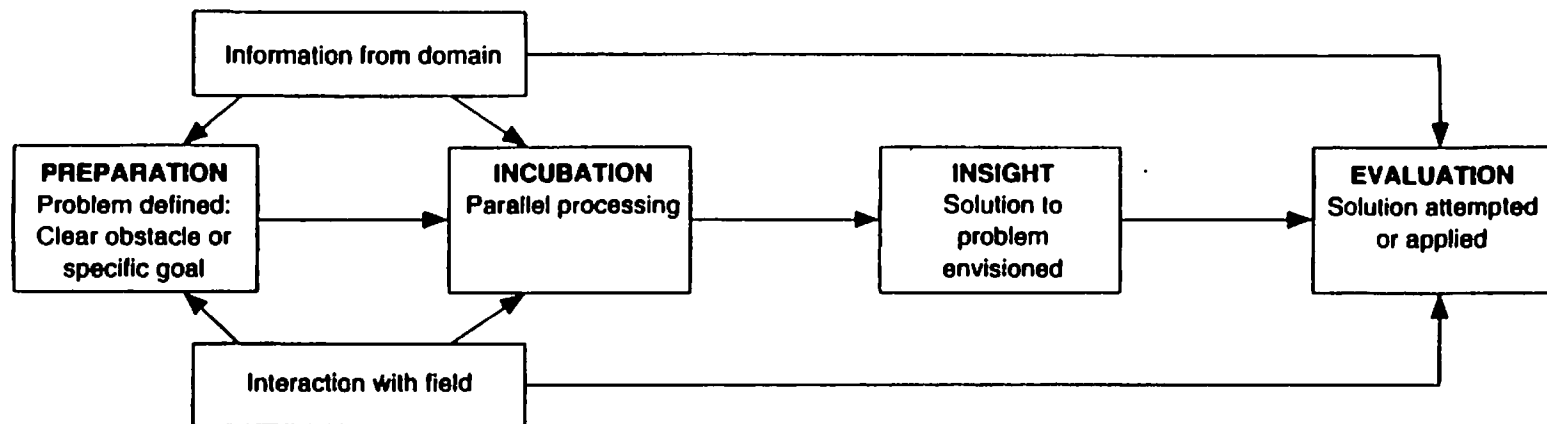 Information from domain
PREPARATION
Problem defined:
Clear obstacle or
specific goal
INCUBATION
Parallel processing
INSIGHT
Solution to
problem
envisioned
EVALUATION
Solution attempted
or applied
Interaction with field